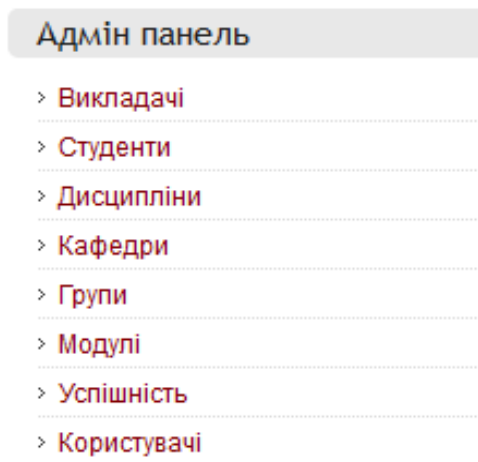 Адмін панель
Викладачі
Студенти
Дисципліни
Кафедри
Групи
Модулі
Успішність
Користувачі